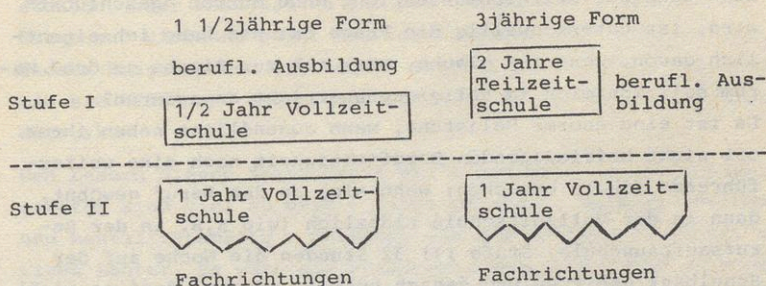 1 1/2jährige Form 3jährige Form
berufl. Ausbildung
2 Jahre
Teilzeit-
schule
berufl. Aus-
bildung
Stufe I
1/2 Jahr Vollzeit-
schule
Stufe II
1 Jahr Vollzeit-
schule
1 Jahr Vollzeit-
schule
Fachrichtungen Fachrichtungen